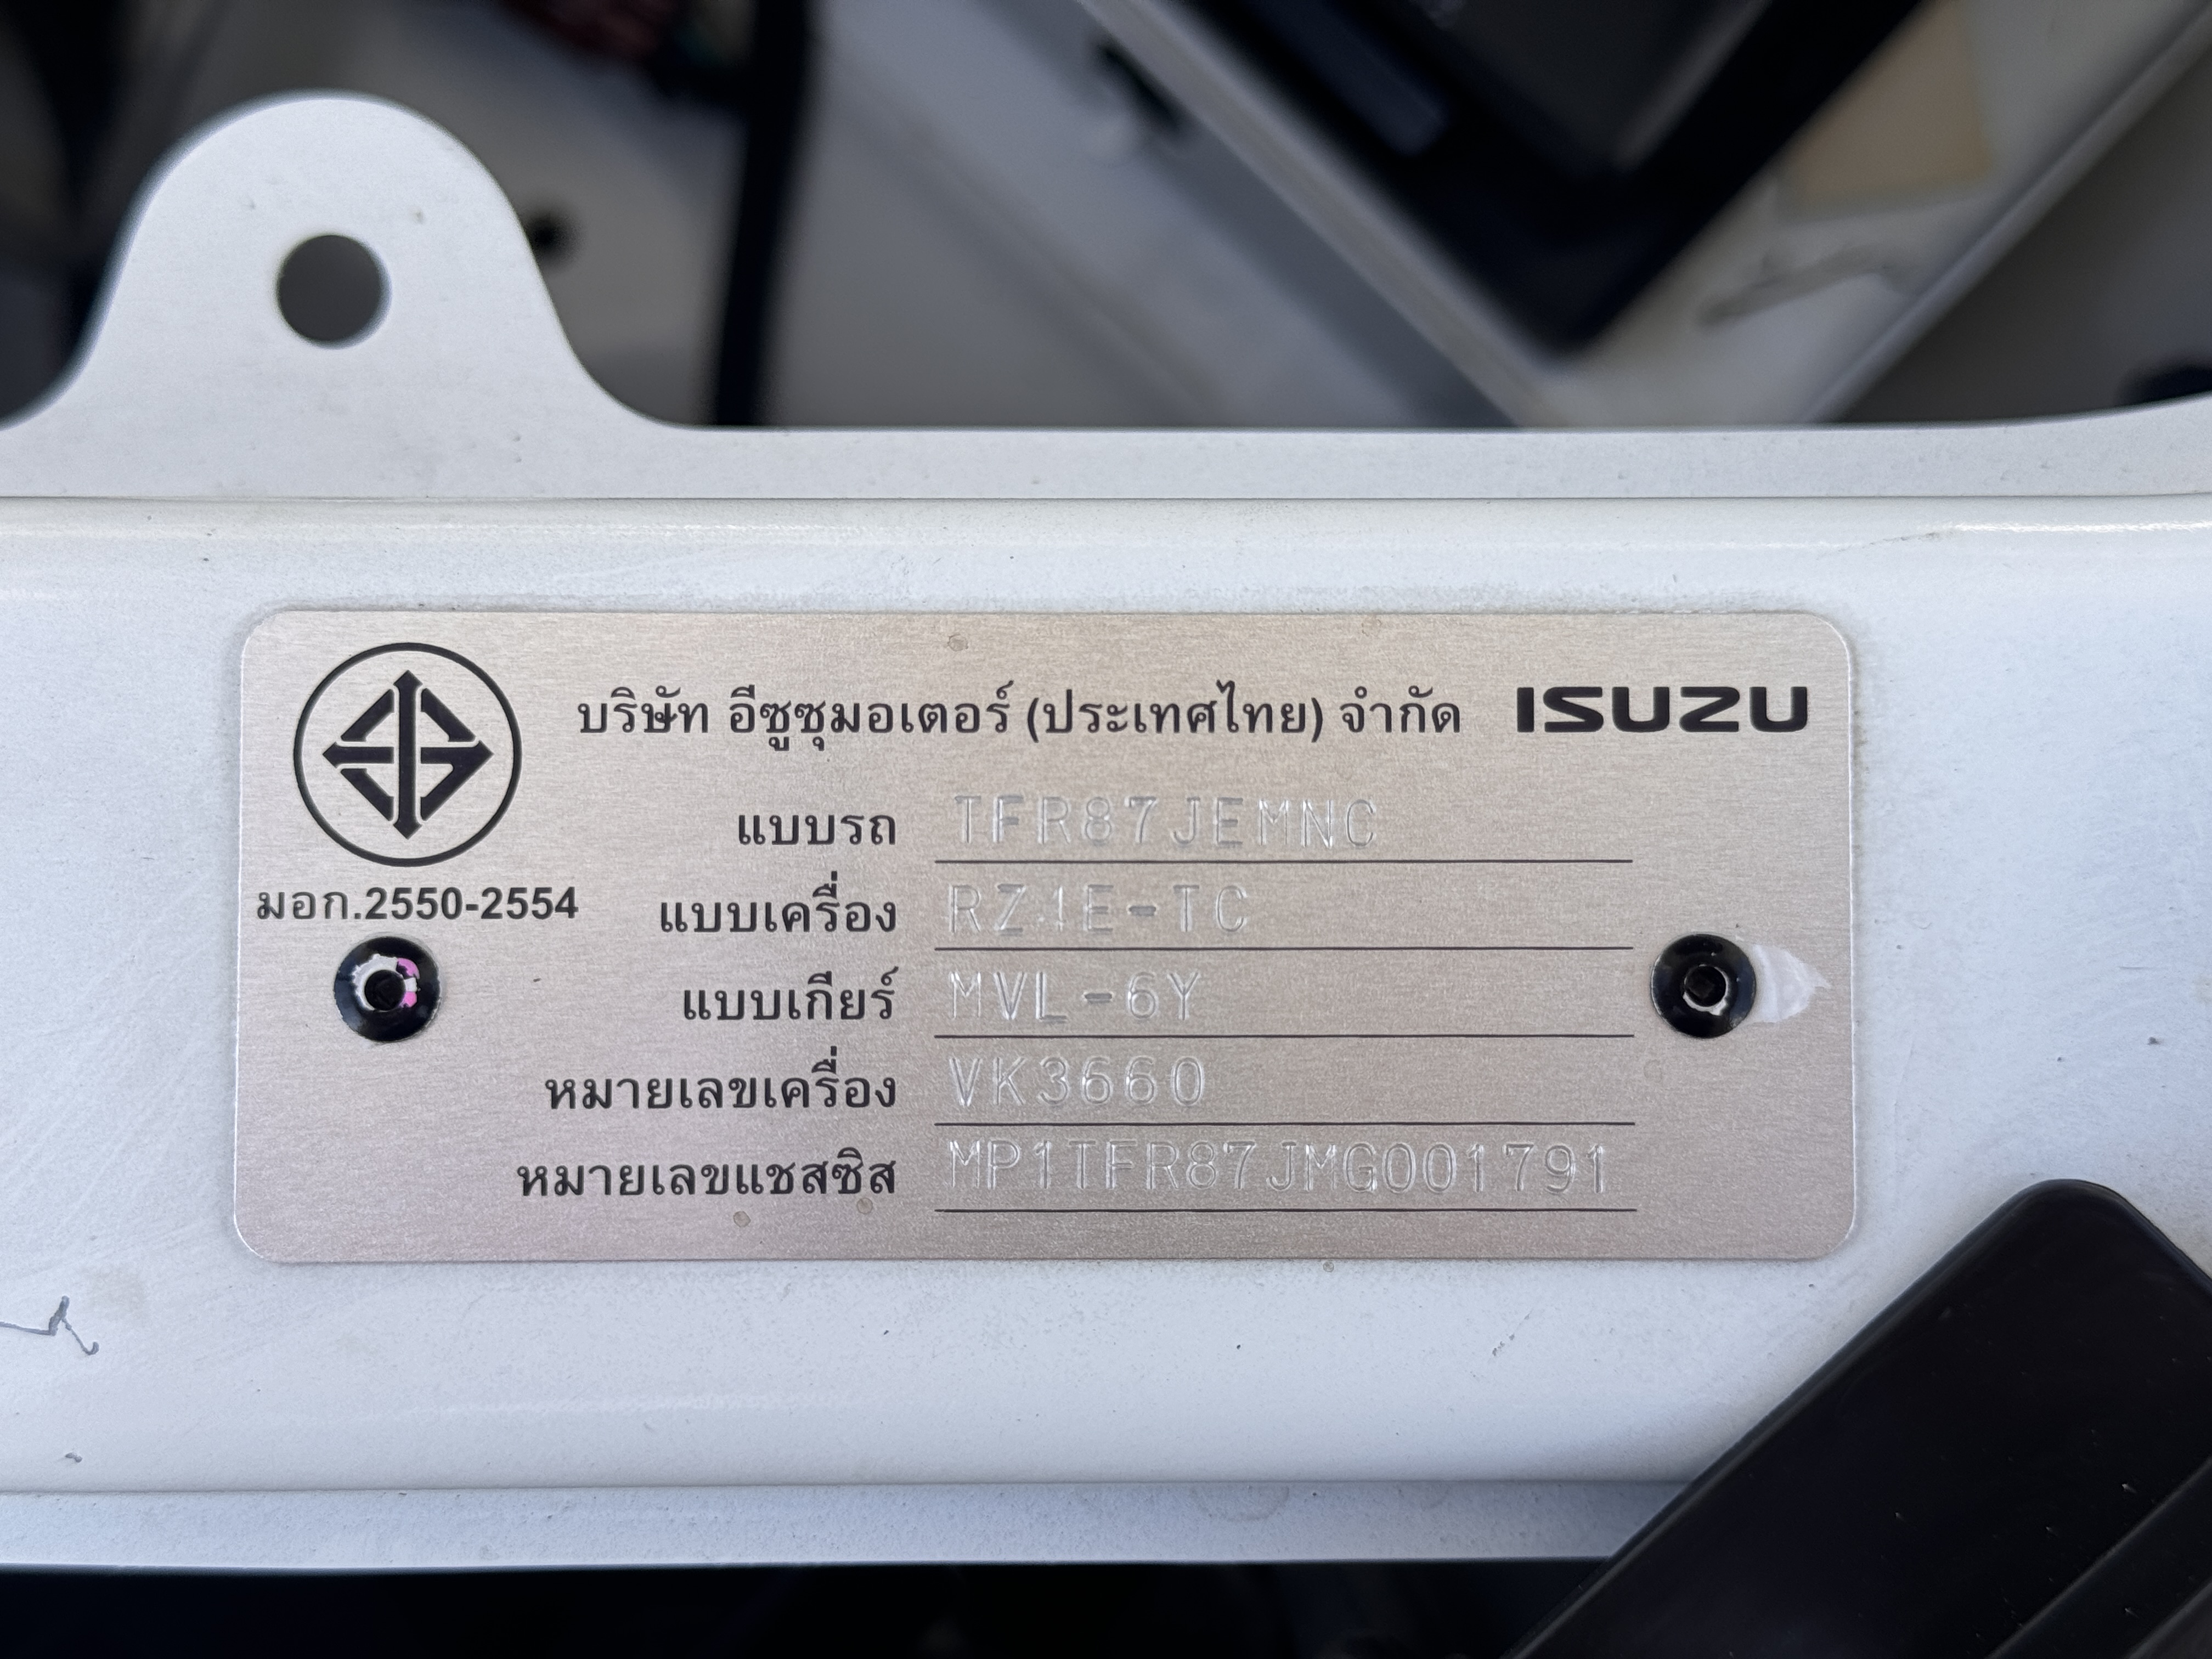 บริษัท อีซูซุมอเตอร์ (ประเทศไทย) จำกัด ISUZU
มอก.2550-2554
แบบรถ TFR87JEMNC
แบบเครื่อง RZ4E-TC
แบบเกียร์ MVL-6Y
หมายเลขเครื่อง VK3660
หมายเลขแชสซิส MP1TFR87JMG001791